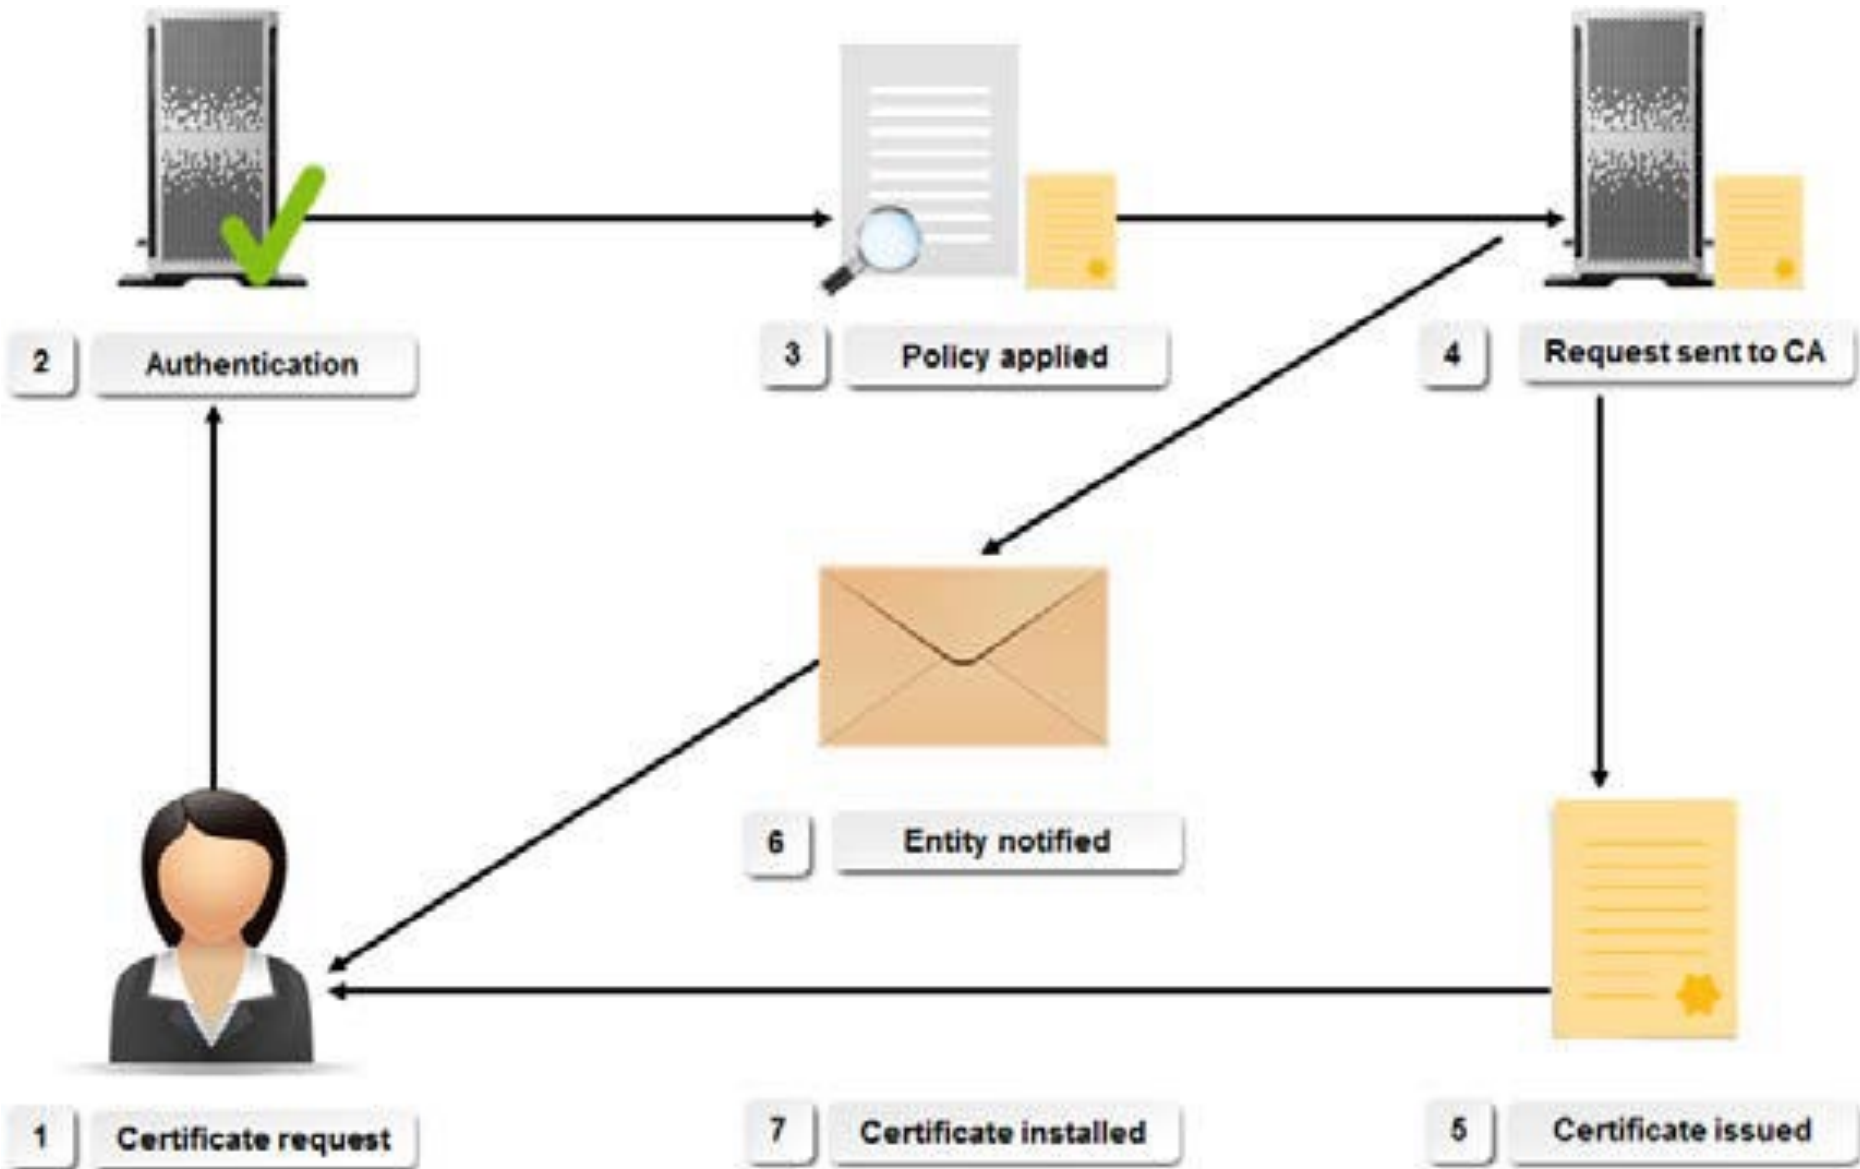 2 Authentication
3 Policy applied
4 Request sent to CA
6 Entity notified
1 Certificate request
7 Certificate installed
5 Certificate issued